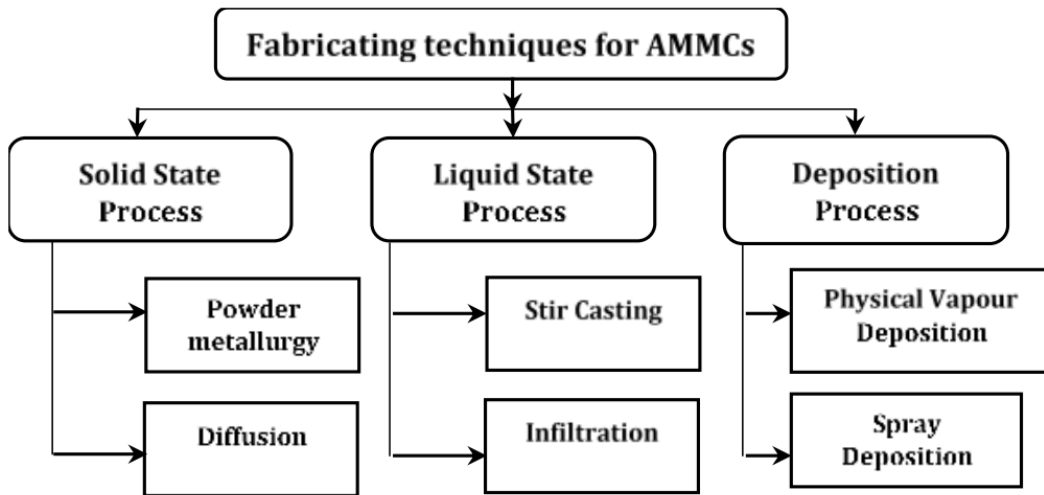 Fabricating techniques for AMMCs
Solid State
Process
Liquid State
Process
Deposition
Process
Powder
metallurgy
Stir Casting
Physical Vapour
Deposition
Diffusion
Infiltration
Spray
Deposition